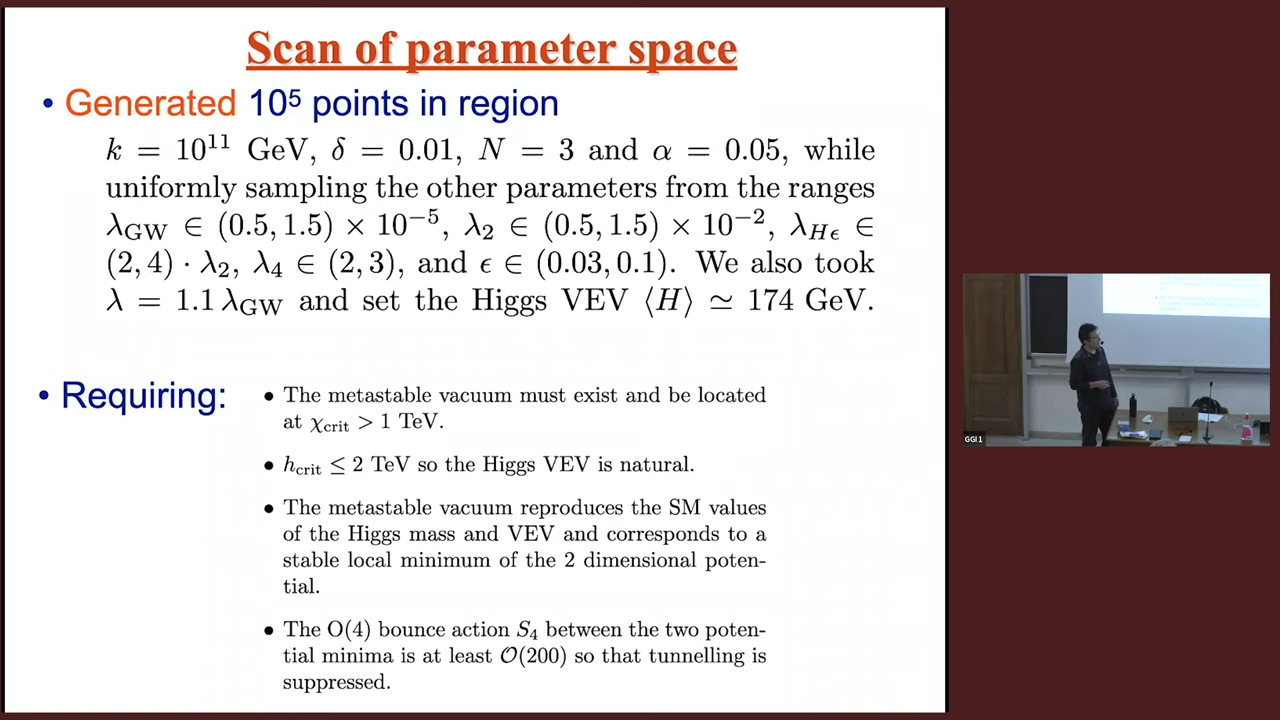 Scan of parameter space
• Generated 10⁵ points in region
k = 10¹¹ GeV, δ = 0.01, N = 3 and α = 0.05, while
uniformly sampling the other parameters from the ranges
λ_GW ∈ (0.5, 1.5) × 10⁻⁵, λ₂ ∈ (0.5, 1.5) × 10⁻², λ_Hϵ ∈
(2, 4) · λ₂, λ₄ ∈ (2, 3), and ϵ ∈ (0.03, 0.1). We also took
λ = 1.1 λ_GW and set the Higgs VEV ⟨H⟩ ≃ 174 GeV.
• Requiring:
• The metastable vacuum must exist and be located
at χ_crit > 1 TeV.
• h_crit ≤ 2 TeV so the Higgs VEV is natural.
• The metastable vacuum reproduces the SM values
of the Higgs mass and VEV and corresponds to a
stable local minimum of the 2 dimensional poten-
tial.
• The O(4) bounce action S₄ between the two poten-
tial minima is at least 𝒪(200) so that tunnelling is
suppressed.
GGI 1